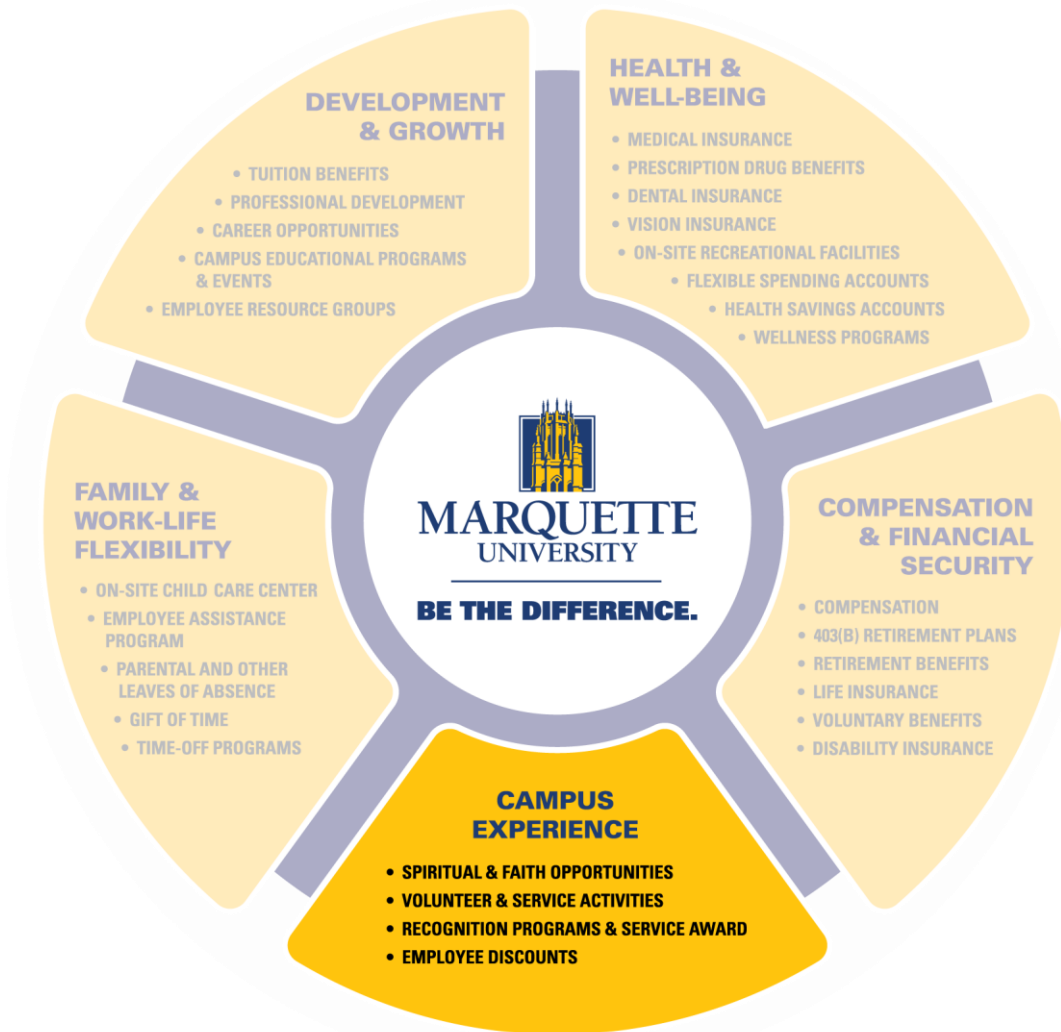 DEVELOPMENT
& GROWTH
• TUITION BENEFITS
• PROFESSIONAL DEVELOPMENT
• CAREER OPPORTUNITIES
• CAMPUS EDUCATIONAL PROGRAMS
& EVENTS
• EMPLOYEE RESOURCE GROUPS
HEALTH &
WELL-BEING
• MEDICAL INSURANCE
• PRESCRIPTION DRUG BENEFITS
• DENTAL INSURANCE
• VISION INSURANCE
• ON-SITE RECREATIONAL FACILITIES
• FLEXIBLE SPENDING ACCOUNTS
• HEALTH SAVINGS ACCOUNTS
• WELLNESS PROGRAMS
MARQUETTE
UNIVERSITY
BE THE DIFFERENCE.
FAMILY &
WORK-LIFE
FLEXIBILITY
• ON-SITE CHILD CARE CENTER
• EMPLOYEE ASSISTANCE
PROGRAM
• PARENTAL AND OTHER
LEAVES OF ABSENCE
• GIFT OF TIME
• TIME-OFF PROGRAMS
COMPENSATION
& FINANCIAL
SECURITY
• COMPENSATION
• 403(B) RETIREMENT PLANS
• RETIREMENT BENEFITS
• LIFE INSURANCE
• VOLUNTARY BENEFITS
• DISABILITY INSURANCE
CAMPUS
EXPERIENCE
• SPIRITUAL & FAITH OPPORTUNITIES
• VOLUNTEER & SERVICE ACTIVITIES
• RECOGNITION PROGRAMS & SERVICE AWARD
• EMPLOYEE DISCOUNTS